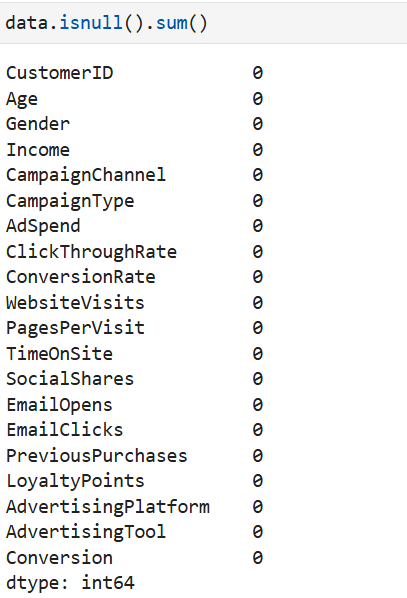 data.isnull().sum()
CustomerID 0
Age 0
Gender 0
Income 0
CampaignChannel 0
CampaignType 0
AdSpend 0
ClickThroughRate 0
ConversionRate 0
WebsiteVisits 0
PagesPerVisit 0
TimeOnSite 0
SocialShares 0
EmailOpens 0
EmailClicks 0
PreviousPurchases 0
LoyaltyPoints 0
AdvertisingPlatform 0
AdvertisingTool 0
Conversion 0
dtype: int64